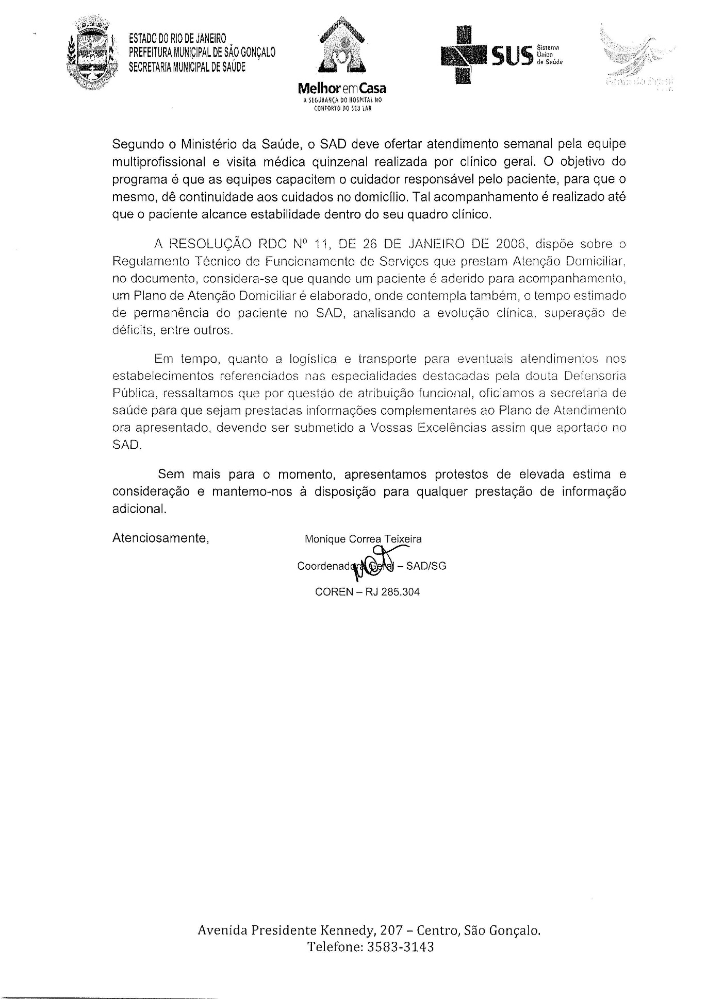 ESTADO DO RIO DE JANEIRO
PREFEITURA MUNICIPAL DE SÃO GONÇALO
SECRETARIA MUNICIPAL DE SAÚDE
Melhor em Casa
A SEGURANÇA DO HOSPITAL NO
CONFORTO DO SEU LAR
SUS
Sistema
Único
de Saúde
Segundo o Ministério da Saúde, o SAD deve ofertar atendimento semanal pela equipe
multiprofissional e visita médica quinzenal realizada por clínico geral. O objetivo do
programa é que as equipes capacitem o cuidador responsável pelo paciente, para que o
mesmo, dê continuidade aos cuidados no domicílio. Tal acompanhamento é realizado até
que o paciente alcance estabilidade dentro do seu quadro clínico.
A RESOLUÇÃO RDC Nº 11, DE 26 DE JANEIRO DE 2006, dispõe sobre o
Regulamento Técnico de Funcionamento de Serviços que prestam Atenção Domiciliar,
no documento, considera-se que quando um paciente é aderido para acompanhamento,
um Plano de Atenção Domiciliar é elaborado, onde contempla também, o tempo estimado
de permanência do paciente no SAD, analisando a evolução clínica, superação de
déficits, entre outros.
Em tempo, quanto a logística e transporte para eventuais atendimentos nos
estabelecimentos referenciados nas especialidades destacadas pela douta Defensoria
Pública, ressaltamos que por questão de atribuição funcional, oficiamos a secretaria de
saúde para que sejam prestadas informações complementares ao Plano de Atendimento
ora apresentado, devendo ser submetido a Vossas Excelências assim que aportado no
SAD.
Sem mais para o momento, apresentamos protestos de elevada estima e
consideração e mantemo-nos à disposição para qualquer prestação de informação
adicional.
Atenciosamente,
Monique Correa Teixeira
Coordenadora Geral – SAD/SG
COREN – RJ 285.304
Avenida Presidente Kennedy, 207 – Centro, São Gonçalo.
Telefone: 3583-3143